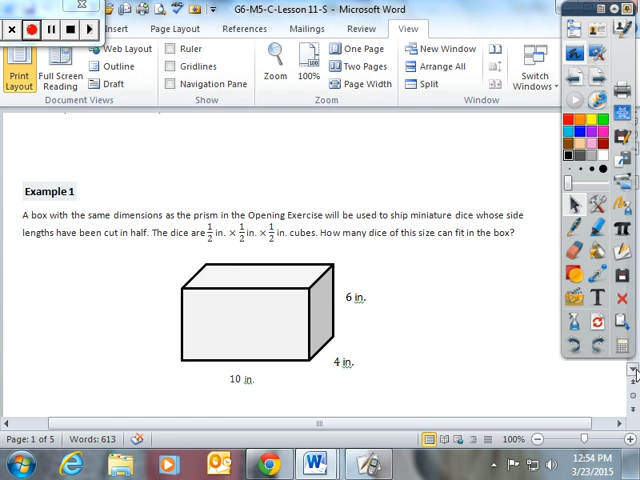 G6-M5-C-Lesson 11-S - Microsoft Word
Insert
Page Layout
References
Mailings
Review
View
Print Layout
Full Screen Reading
Web Layout
Outline
Draft
Document Views
Ruler
Gridlines
Navigation Pane
Show
Zoom
100%
One Page
Two Pages
Page Width
Zoom
New Window
Arrange All
Split
Window
Switch Windows
Example 1
A box with the same dimensions as the prism in the Opening Exercise will be used to ship miniature dice whose side
lengths have been cut in half. The dice are 1/2 in. × 1/2 in. × 1/2 in. cubes. How many dice of this size can fit in the box?
6 in.
4 in.
10 in.
Page: 1 of 5
Words: 613
100%
12:54 PM
3/23/2015